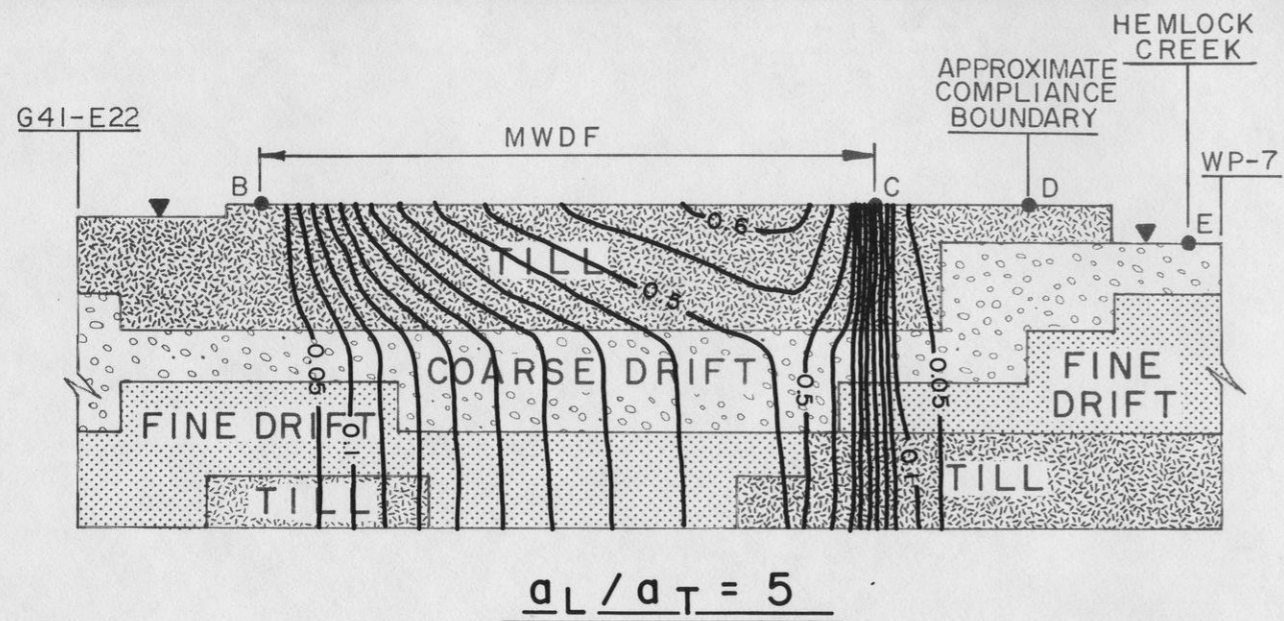 HEMLOCK
CREEK
APPROXIMATE
COMPLIANCE
BOUNDARY
G41-E22
MWDF
WP-7
B
C
D
E
0.6
TILL
0.5
0.05
COARSE DRIFT
0.5
0.05
FINE
DRIFT
FINE DRIFT
0.1
0.1
TILL
TILL
aL/aT = 5